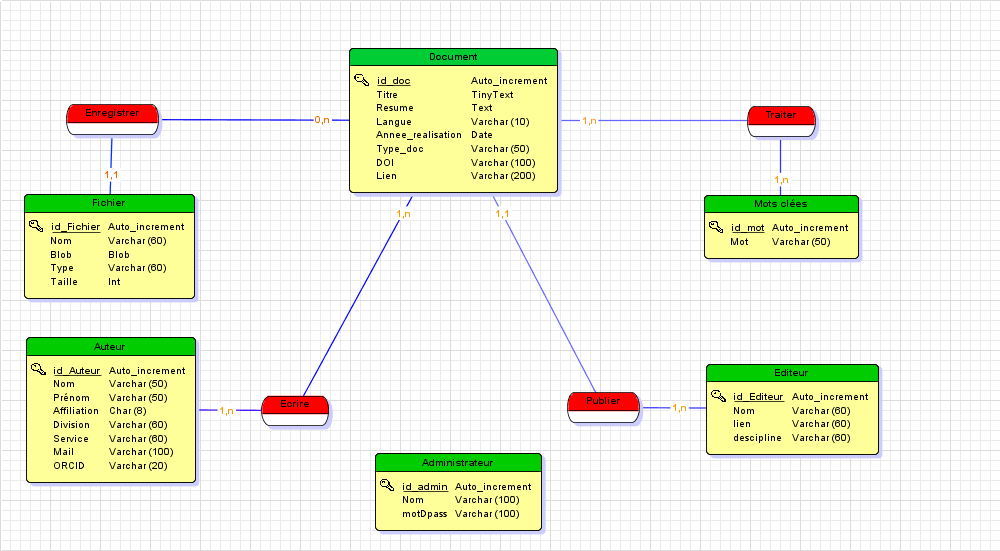 Document
id_doc Auto_increment
Titre TinyText
Resume Text
Langue Varchar (10)
Annee_realisation Date
Type_doc Varchar (50)
DOI Varchar (100)
Lien Varchar (200)
Enregistrer
0,n
1,1
Traiter
1,n
1,n
Fichier
id_Fichier Auto_increment
Nom Varchar (60)
Blob Blob
Type Varchar (60)
Taille Int
Mots clées
id_mot Auto_increment
Mot Varchar (50)
1,n
1,1
Auteur
id_Auteur Auto_increment
Nom Varchar (50)
Prénom Varchar (50)
Affiliation Char (8)
Division Varchar (60)
Service Varchar (60)
Mail Varchar (100)
ORCID Varchar (20)
1,n
Ecrire
Publier
1,n
Editeur
id_Editeur Auto_increment
Nom Varchar (60)
lien Varchar (60)
descipline Varchar (60)
Administrateur
id_admin Auto_increment
Nom Varchar (100)
motDpass Varchar (100)